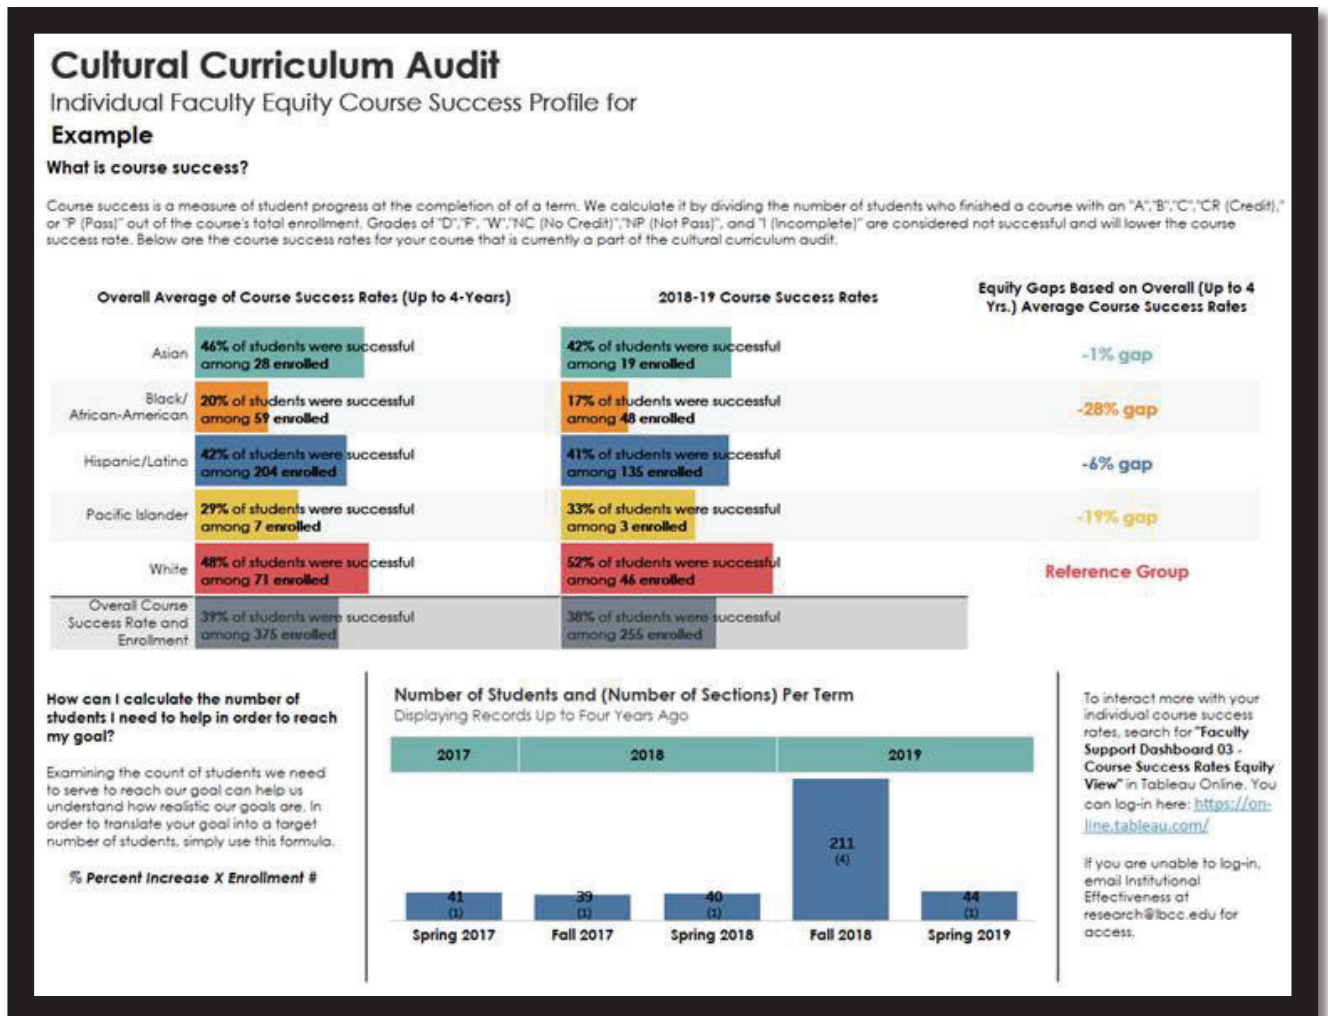 Cultural Curriculum Audit
Individual Faculty Equity Course Success Profile for
Example
What is course success?
Course success is a measure of student progress at the completion of of a term. We calculate it by dividing the number of students who finished a course with an "A","B","C","CR (Credit),"
or "P (Pass)" out of the course's total enrollment. Grades of "D","F", "W","NC (No Credit)","NP (Not Pass)", and "I (Incomplete)" are considered not successful and will lower the course
success rate. Below are the course success rates for your course that is currently a part of the cultural curriculum audit.
Overall Average of Course Success Rates (Up to 4-Years)
2018-19 Course Success Rates
Equity Gaps Based on Overall (Up to 4
Yrs.) Average Course Success Rates
Asian
46% of students were successful
among 28 enrolled
42% of students were successful
among 19 enrolled
-1% gap
Black/
African-American
20% of students were successful
among 59 enrolled
17% of students were successful
among 48 enrolled
-28% gap
Hispanic/Latino
42% of students were successful
among 204 enrolled
41% of students were successful
among 135 enrolled
-6% gap
Pacific Islander
29% of students were successful
among 7 enrolled
33% of students were successful
among 3 enrolled
-19% gap
White
48% of students were successful
among 71 enrolled
52% of students were successful
among 46 enrolled
Reference Group
Overall Course
Success Rate and
Enrollment
39% of students were successful
among 375 enrolled
38% of students were successful
among 255 enrolled
How can I calculate the number of
students I need to help in order to reach
my goal?
Examining the count of students we need
to serve to reach our goal can help us
understand how realistic our goals are. In
order to translate your goal into a target
number of students, simply use this formula.
% Percent Increase X Enrollment #
Number of Students and (Number of Sections) Per Term
Displaying Records Up to Four Years Ago
2017
2018
2019
41
(1)
39
(1)
40
(1)
211
(4)
44
(1)
Spring 2017
Fall 2017
Spring 2018
Fall 2018
Spring 2019
To interact more with your
individual course success
rates, search for "Faculty
Support Dashboard 03 -
Course Success Rates Equity
View" in Tableau Online. You
can log-in here: https://on-
line.tableau.com/
If you are unable to log-in,
email Institutional
Effectiveness at
research@lbcc.edu for
access.